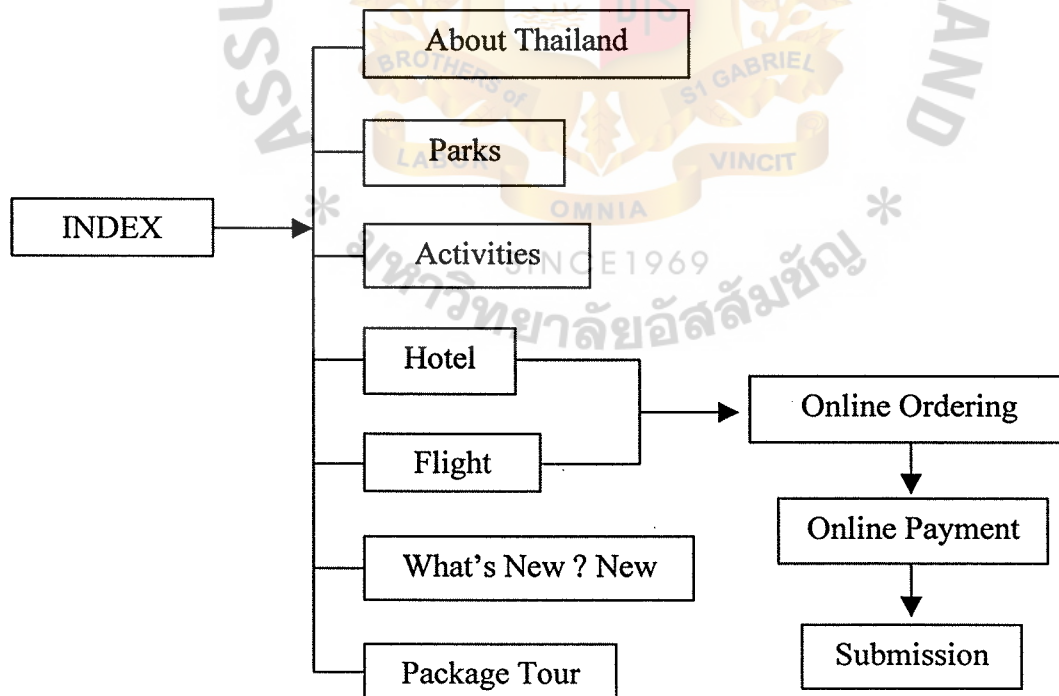 About Thailand
BROTHERS of
ST GABRIEL
Parks
LABOR
VINCIT
INDEX
OMNIA
Activities
SINCE1969
มหาวิทยาลัยอัสสัมชัญ
Hotel
Online Ordering
Flight
Online Payment
What's New ? New
Submission
Package Tour